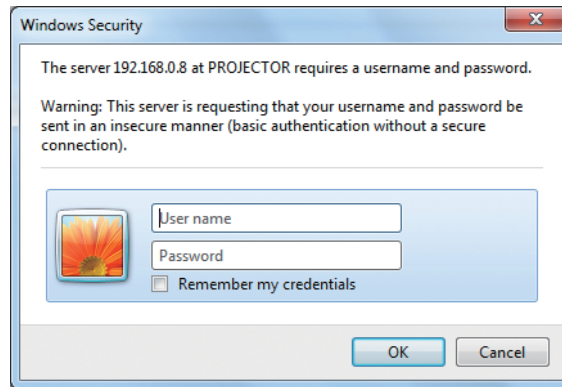 Windows Security
The server 192.168.0.8 at PROJECTOR requires a username and password.
Warning: This server is requesting that your username and password be
sent in an insecure manner (basic authentication without a secure
connection).
User name
Password
Remember my credentials
OK
Cancel